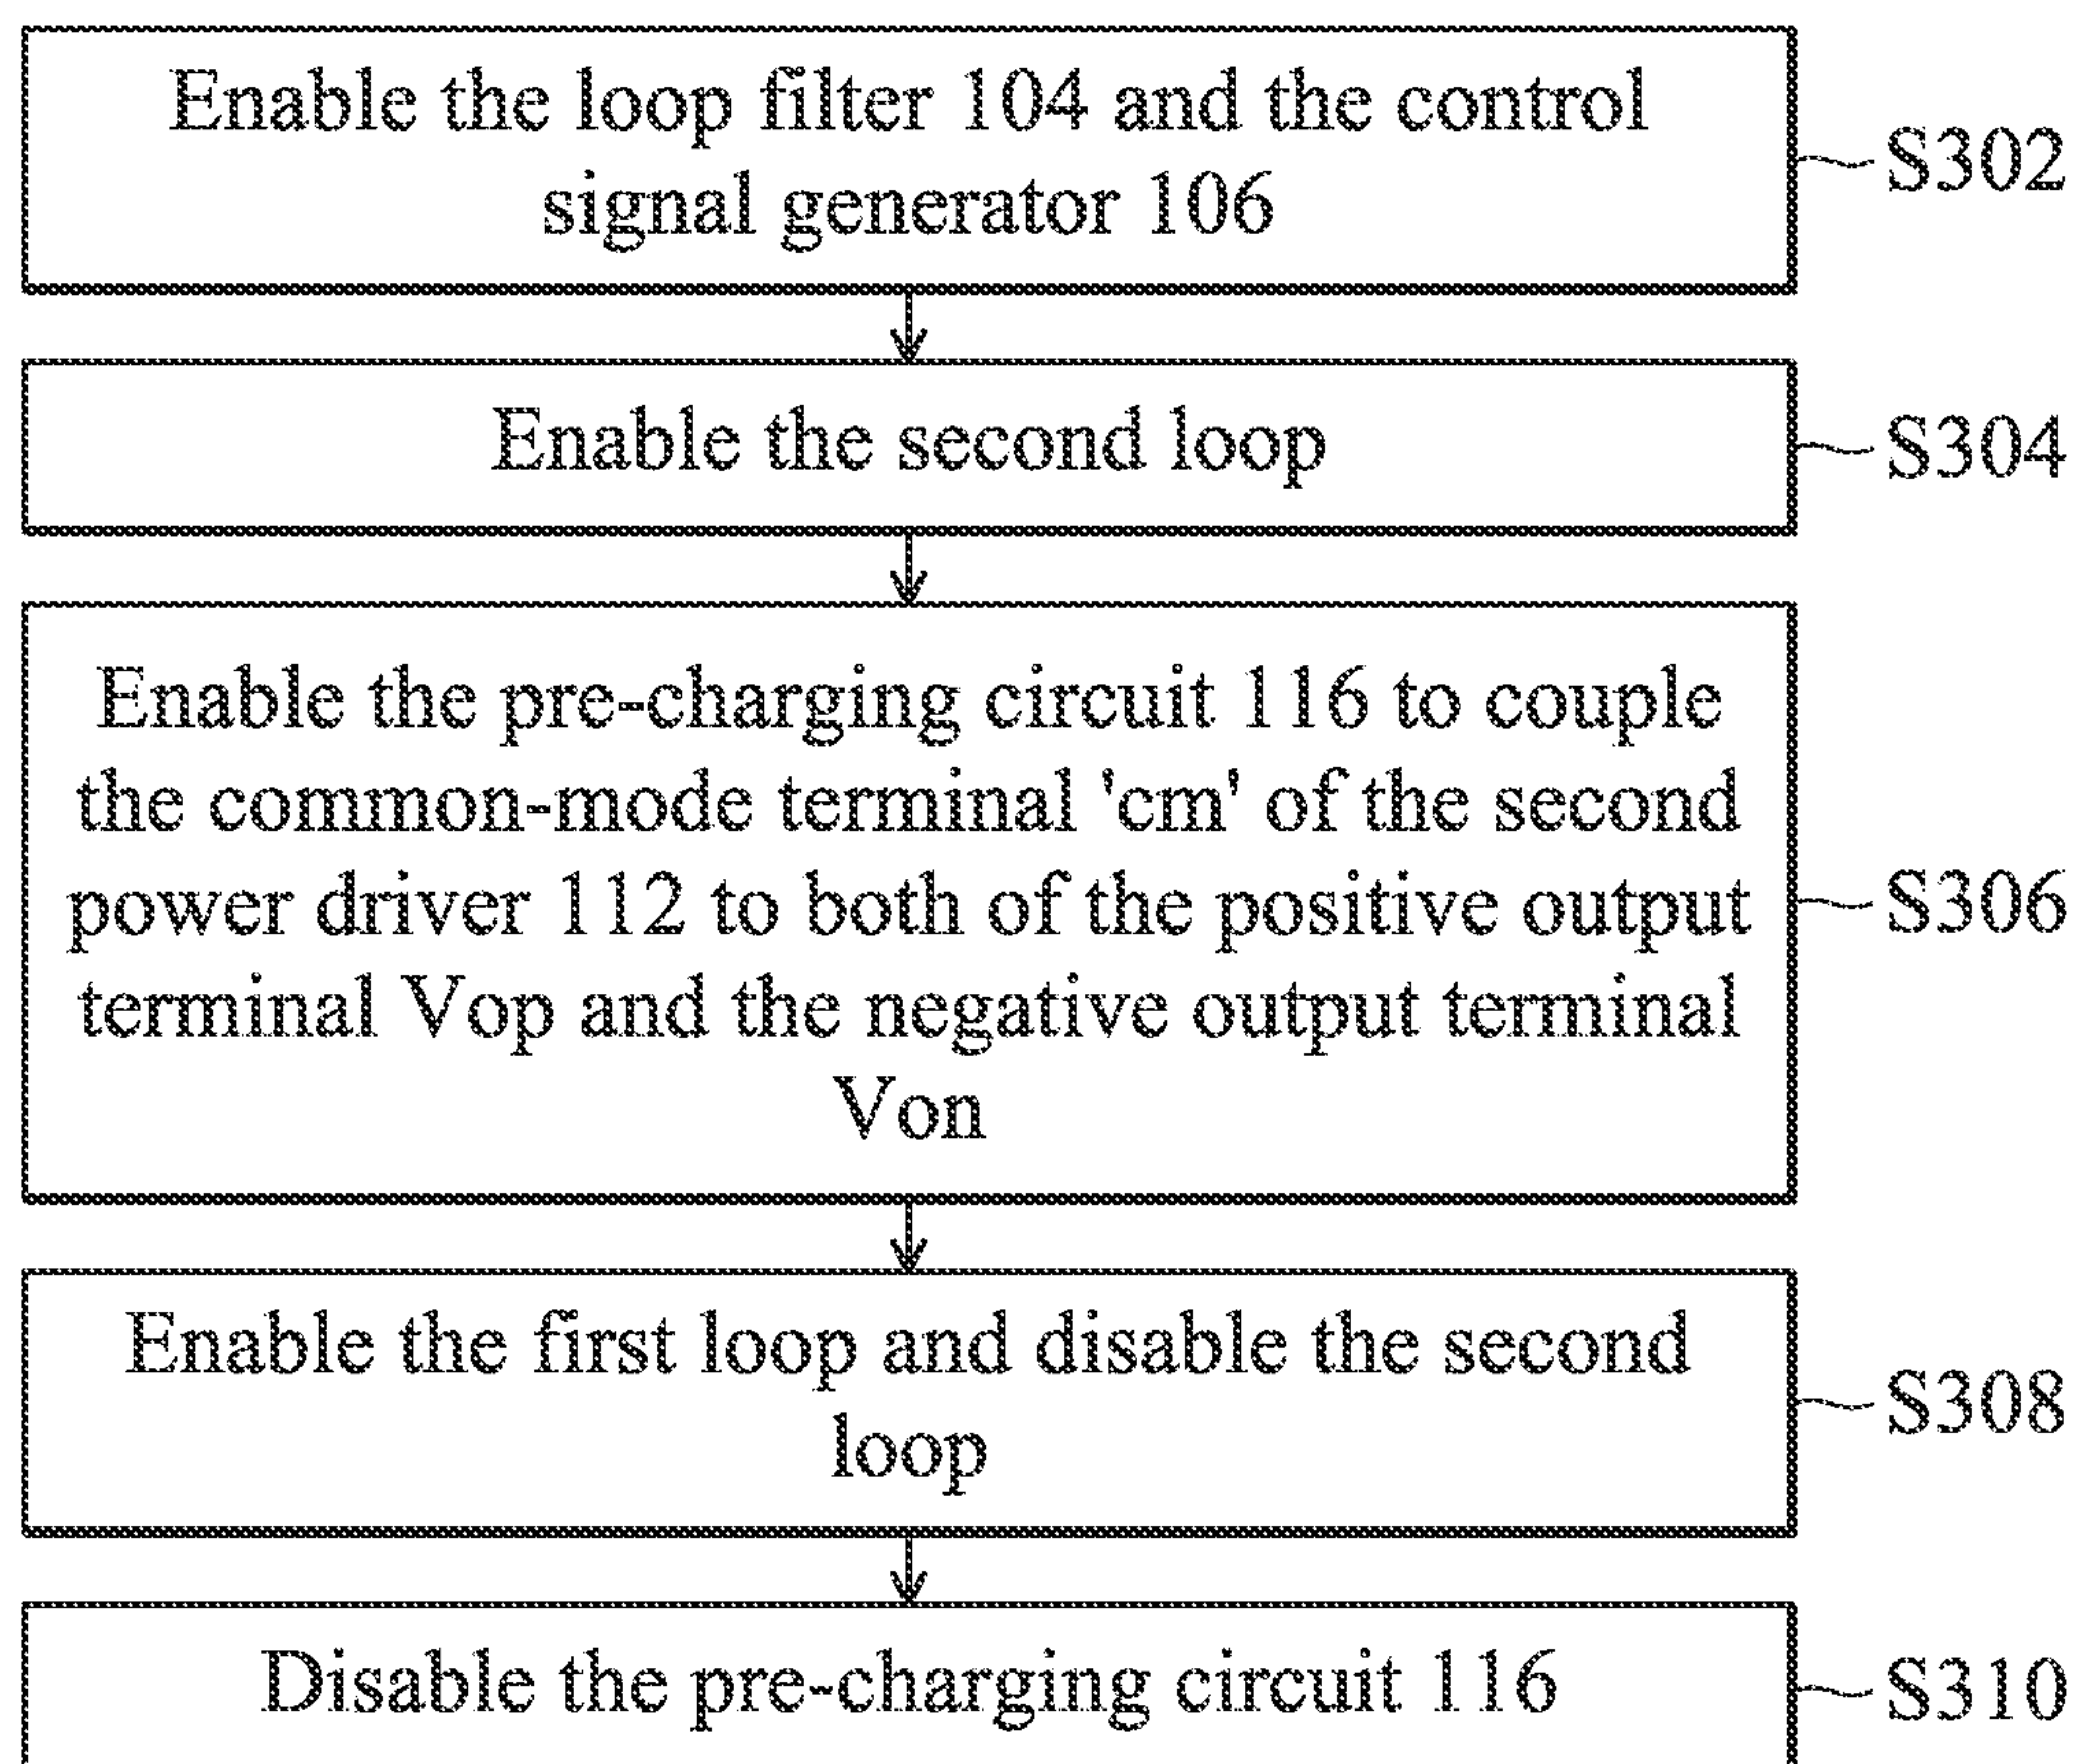 Enable the loop filter 104 and the control
signal generator 106
S302
Enable the second loop
S304
Enable the pre-charging circuit 116 to couple
the common-mode terminal 'cm' of the second
power driver 112 to both of the positive output
terminal Vop and the negative output terminal
Von
S306
Enable the first loop and disable the second
loop
S308
Disable the pre-charging circuit 116
S310